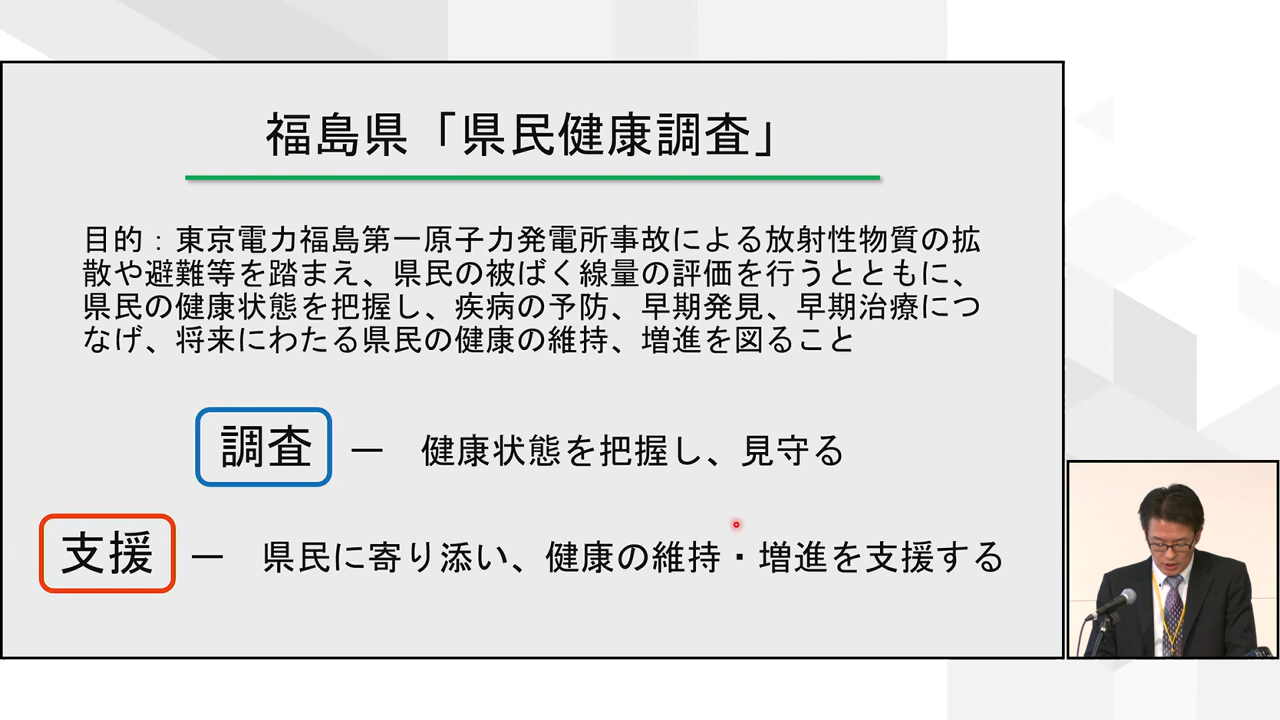 福島県「県民健康調査」
目的：東京電力福島第一原子力発電所事故による放射性物質の拡
散や避難等を踏まえ、県民の被ばく線量の評価を行うとともに、
県民の健康状態を把握し、疾病の予防、早期発見、早期治療につ
なげ、将来にわたる県民の健康の維持、増進を図ること
調査 ー 健康状態を把握し、見守る
支援 ー 県民に寄り添い、健康の維持・増進を支援する